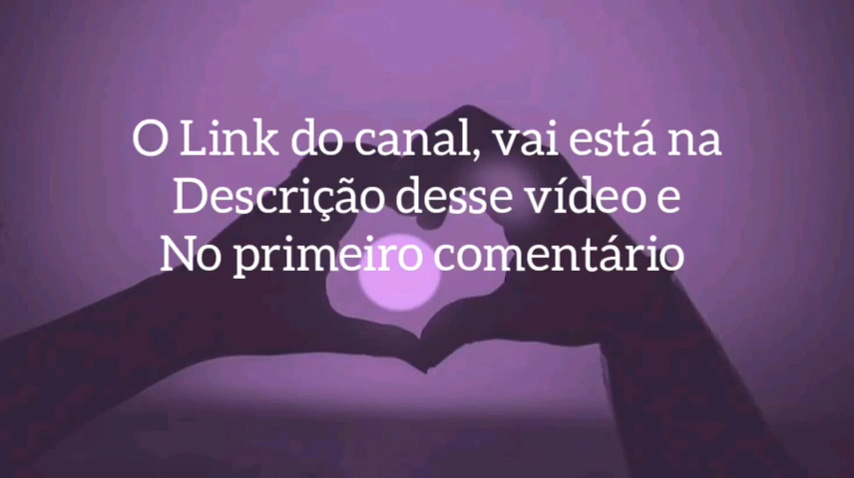 O Link do canal, vai está na
Descrição desse vídeo e
No primeiro comentário